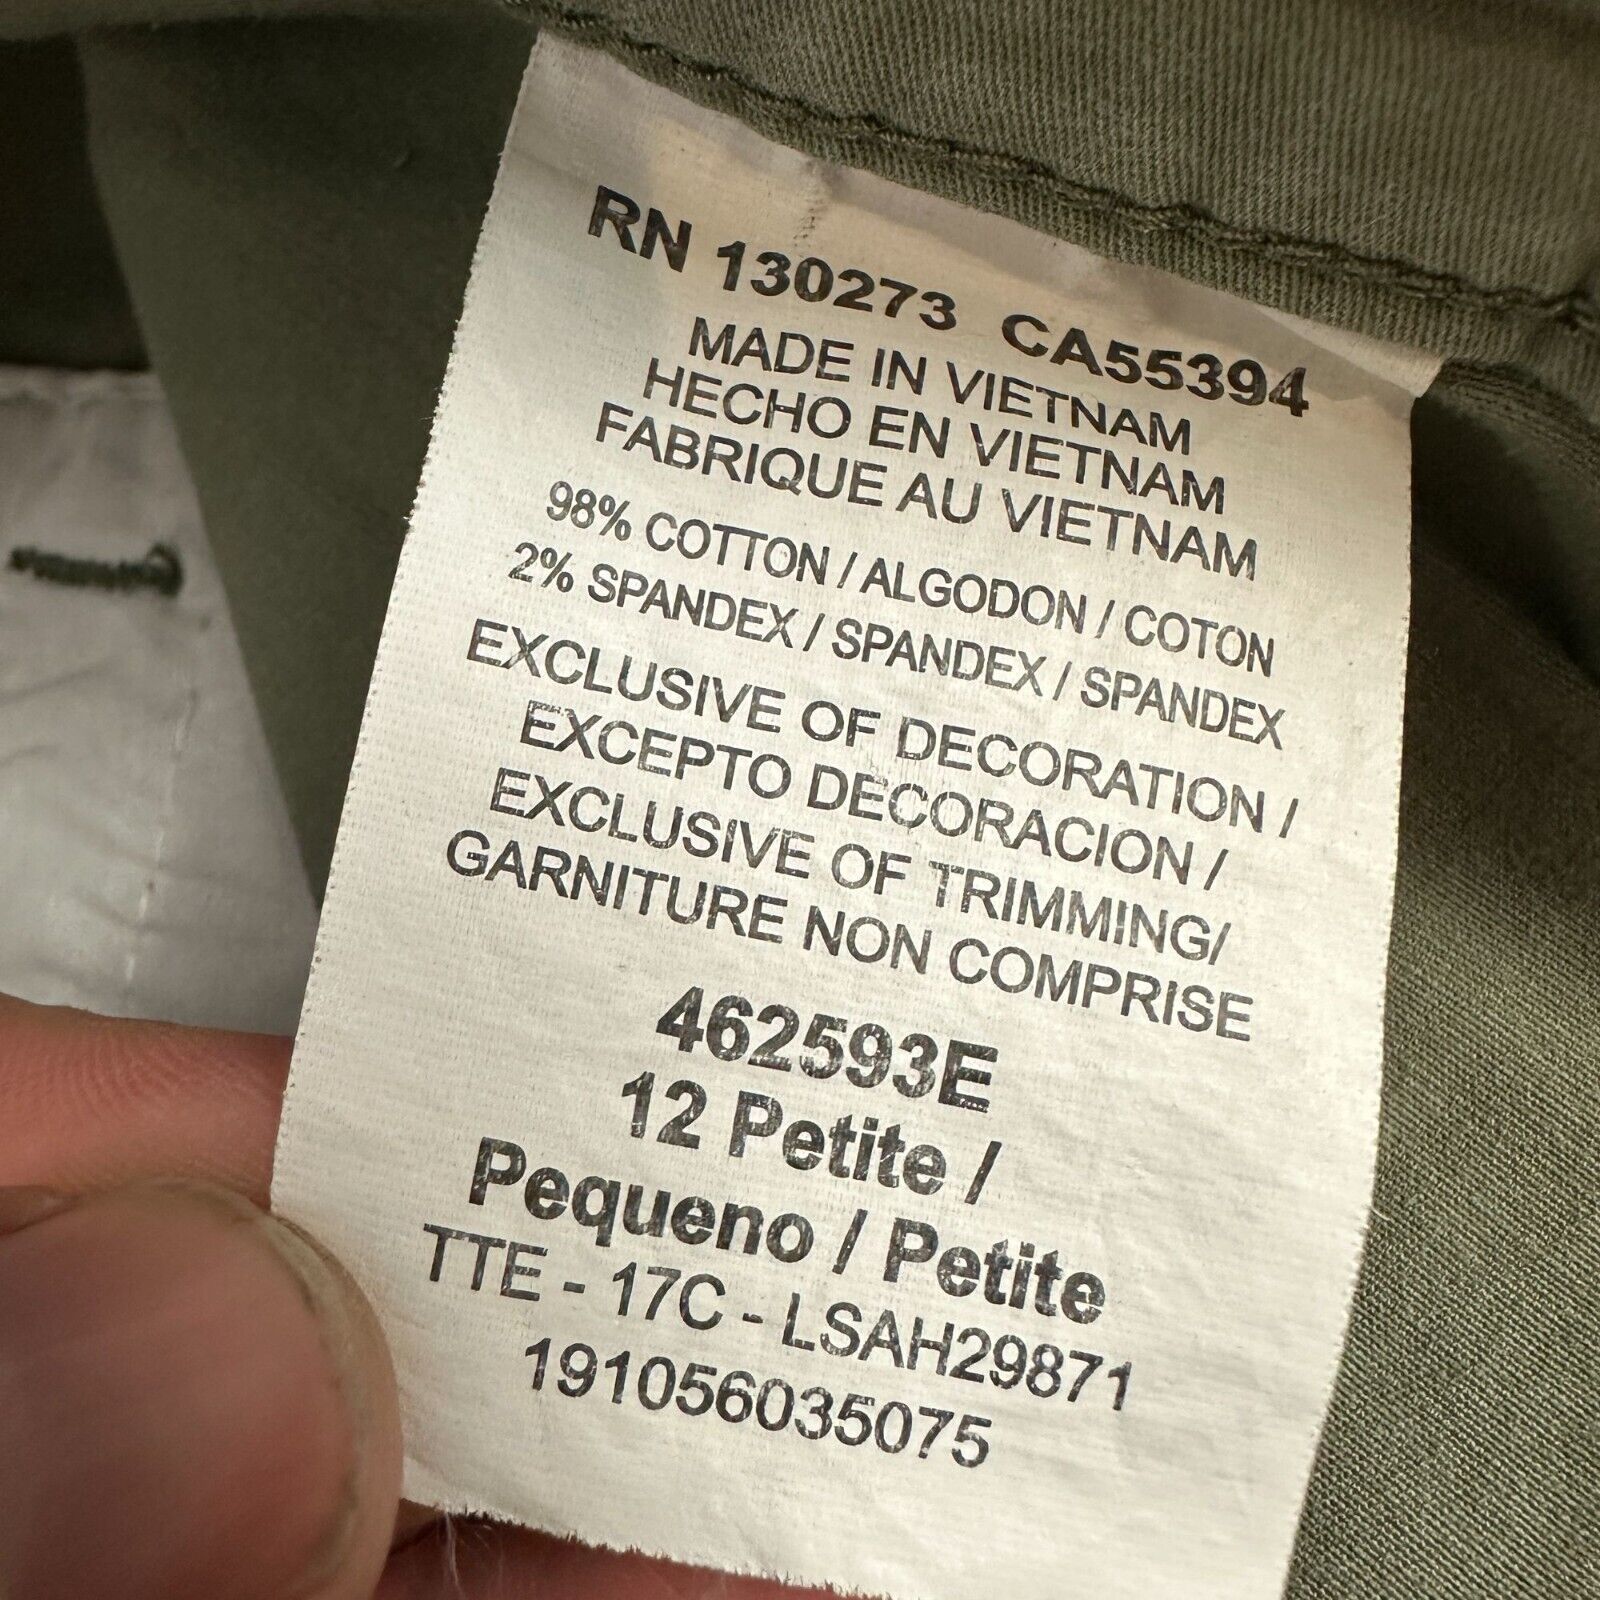 RN 130273 CA55394
MADE IN VIETNAM
HECHO EN VIETNAM
FABRIQUE AU VIETNAM
98% COTTON / ALGODON / COTON
2% SPANDEX / SPANDEX / SPANDEX
EXCLUSIVE OF DECORATION /
EXCEPTO DECORACION /
EXCLUSIVE OF TRIMMING/
GARNITURE NON COMPRISE
462593E
12 Petite /
Pequeno / Petite
TTE - 17C - LSAH29871
191056035075